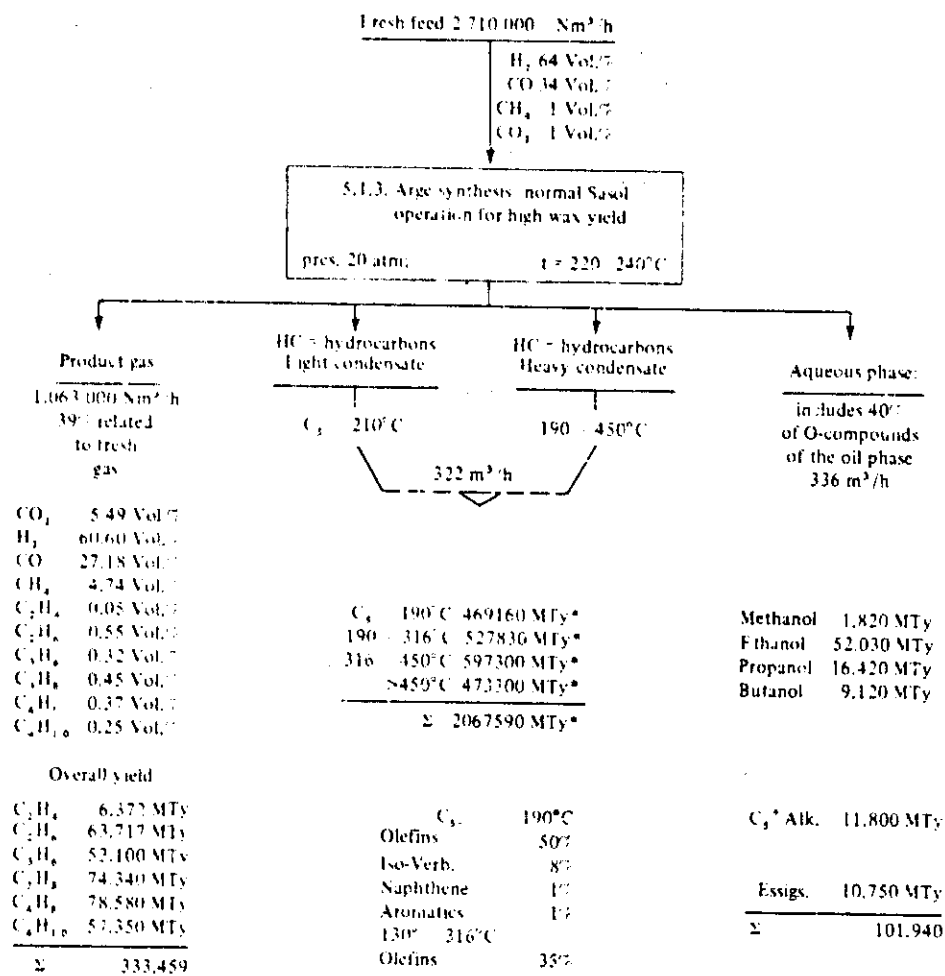 Fresh feed 2 710.000 Nm³/h
H₂ 64 Vol.%
CO 34 Vol.%
CH₄ 1 Vol.%
CO₂ 1 Vol.%
5.1.3. Arge synthesis normal Sasol
operation for high wax yield
pres. 20 atm; t = 220 240°C
Product gas
1.063 000 Nm³/h
39% related
to fresh
gas
HC = hydrocarbons
Light condensate
C₅ 210°C
HC = hydrocarbons
Heavy condensate
190 - 450°C
322 m³/h
Aqueous phase:
includes 40%
of O-compounds
of the oil phase
336 m³/h
CO₂ 5.49 Vol.%
H₂ 60.60 Vol.%
CO 27.18 Vol.%
CH₄ 4.74 Vol.%
C₂H₄ 0.05 Vol.%
C₂H₆ 0.55 Vol.%
C₃H₆ 0.32 Vol.%
C₃H₈ 0.45 Vol.%
0.37 Vol.%
C₄H₁₀ 0.25 Vol.%
190°C 469160 MTy*
190 - 316°C 527830 MTy*
316 450°C 597300 MTy*
>450°C 473300 MTy*
Σ 2067590 MTy*
Methanol 1.820 MTy
Ethanol 52.030 MTy
Propanol 16.420 MTy
Butanol 9.120 MTy
Overall yield
C₂H₄ 6.372 MTy
C₂H₆ 63.717 MTy
C₃H₆ 52.100 MTy
C₃H₈ 74.340 MTy
C₄H₈ 78.580 MTy
C₄H₁₀ 57.350 MTy
Σ 333.459
C₅- 190°C
Olefins 50%
Iso-Verb. 8%
Naphthene 1%
Aromatics 1%
130° 316°C
Olefins 35%
C₅⁺ Alk. 11.800 MTy
Essigs. 10.750 MTy
Σ 101.940